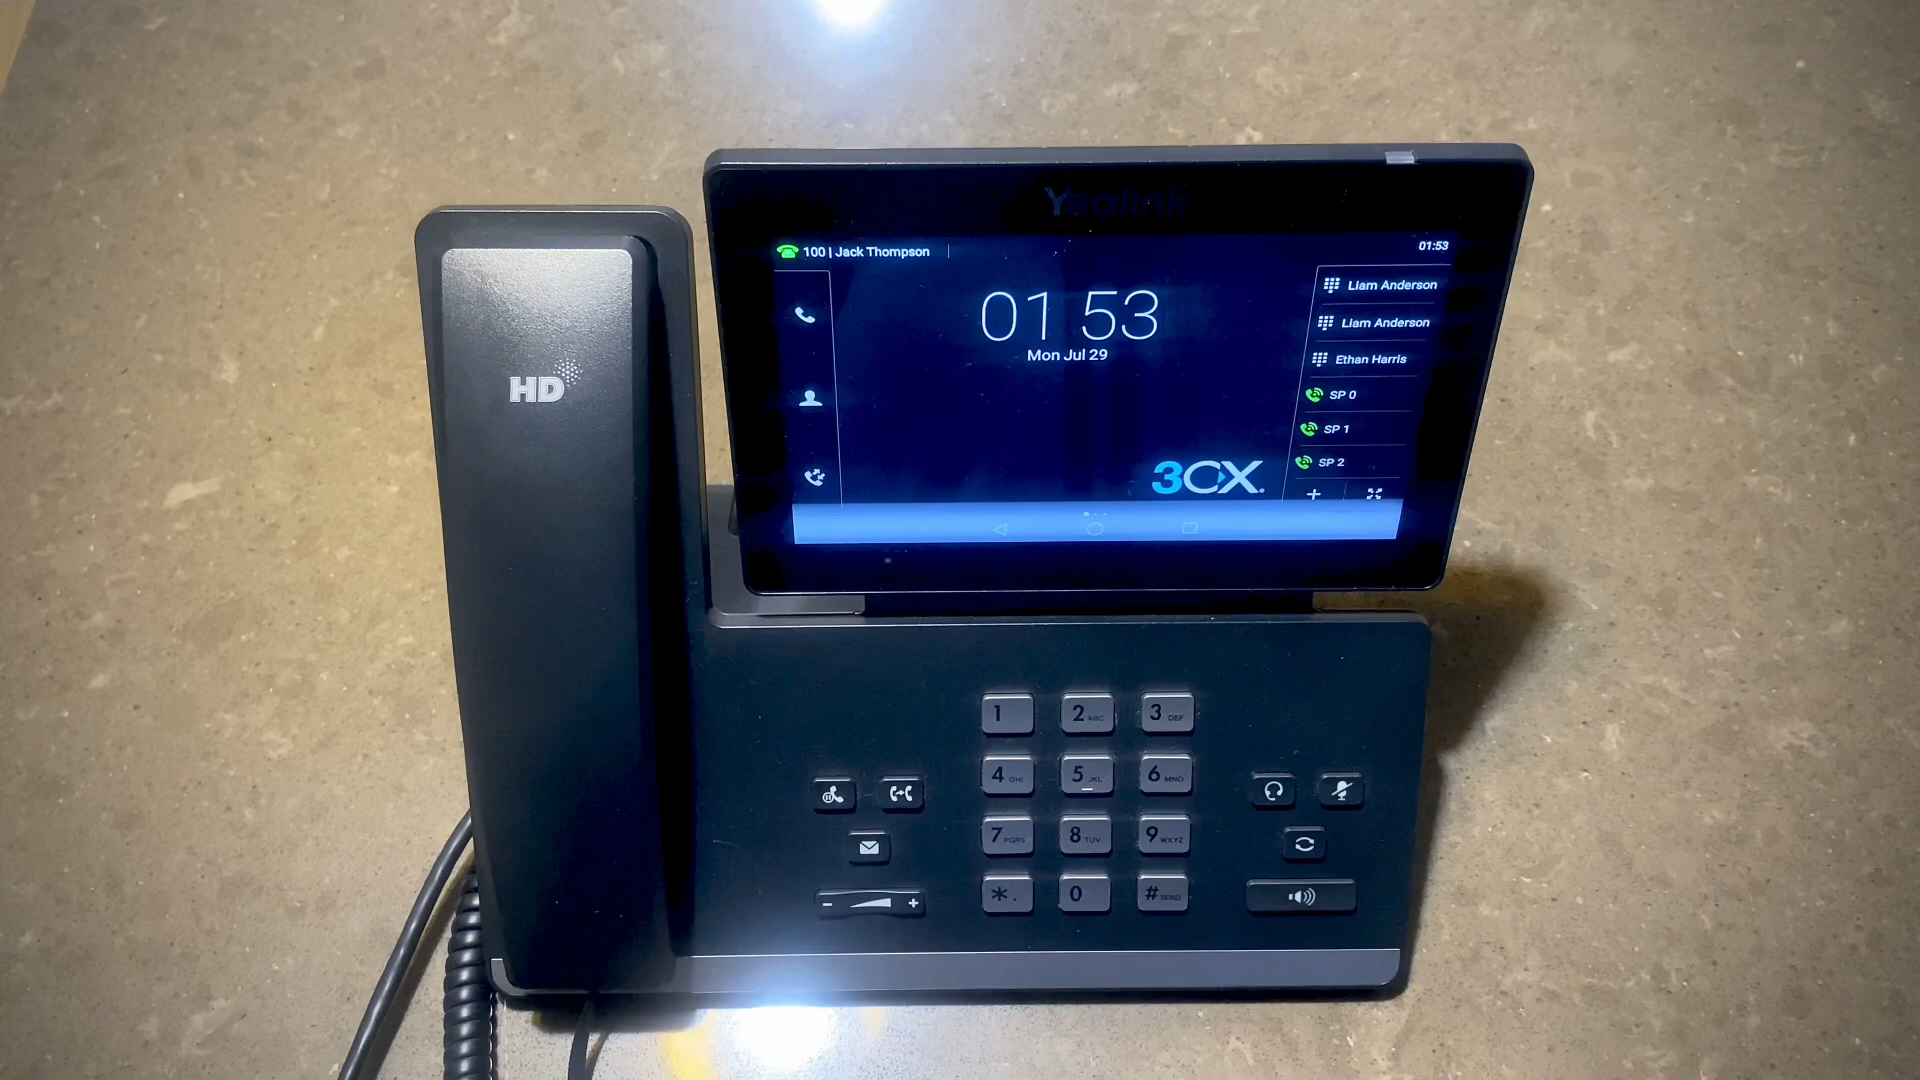 Yealink
100 | Jack Thompson
01:53
01 53
Mon Jul 29
Liam Anderson
Liam Anderson
Ethan Harris
SP 0
SP 1
SP 2
3CX
HD
1
2 ABC
3 DEF
4 GHI
5 JKL
6 MNO
7 PQRS
8 TUV
9 WXYZ
* .
0
# SEND
- +